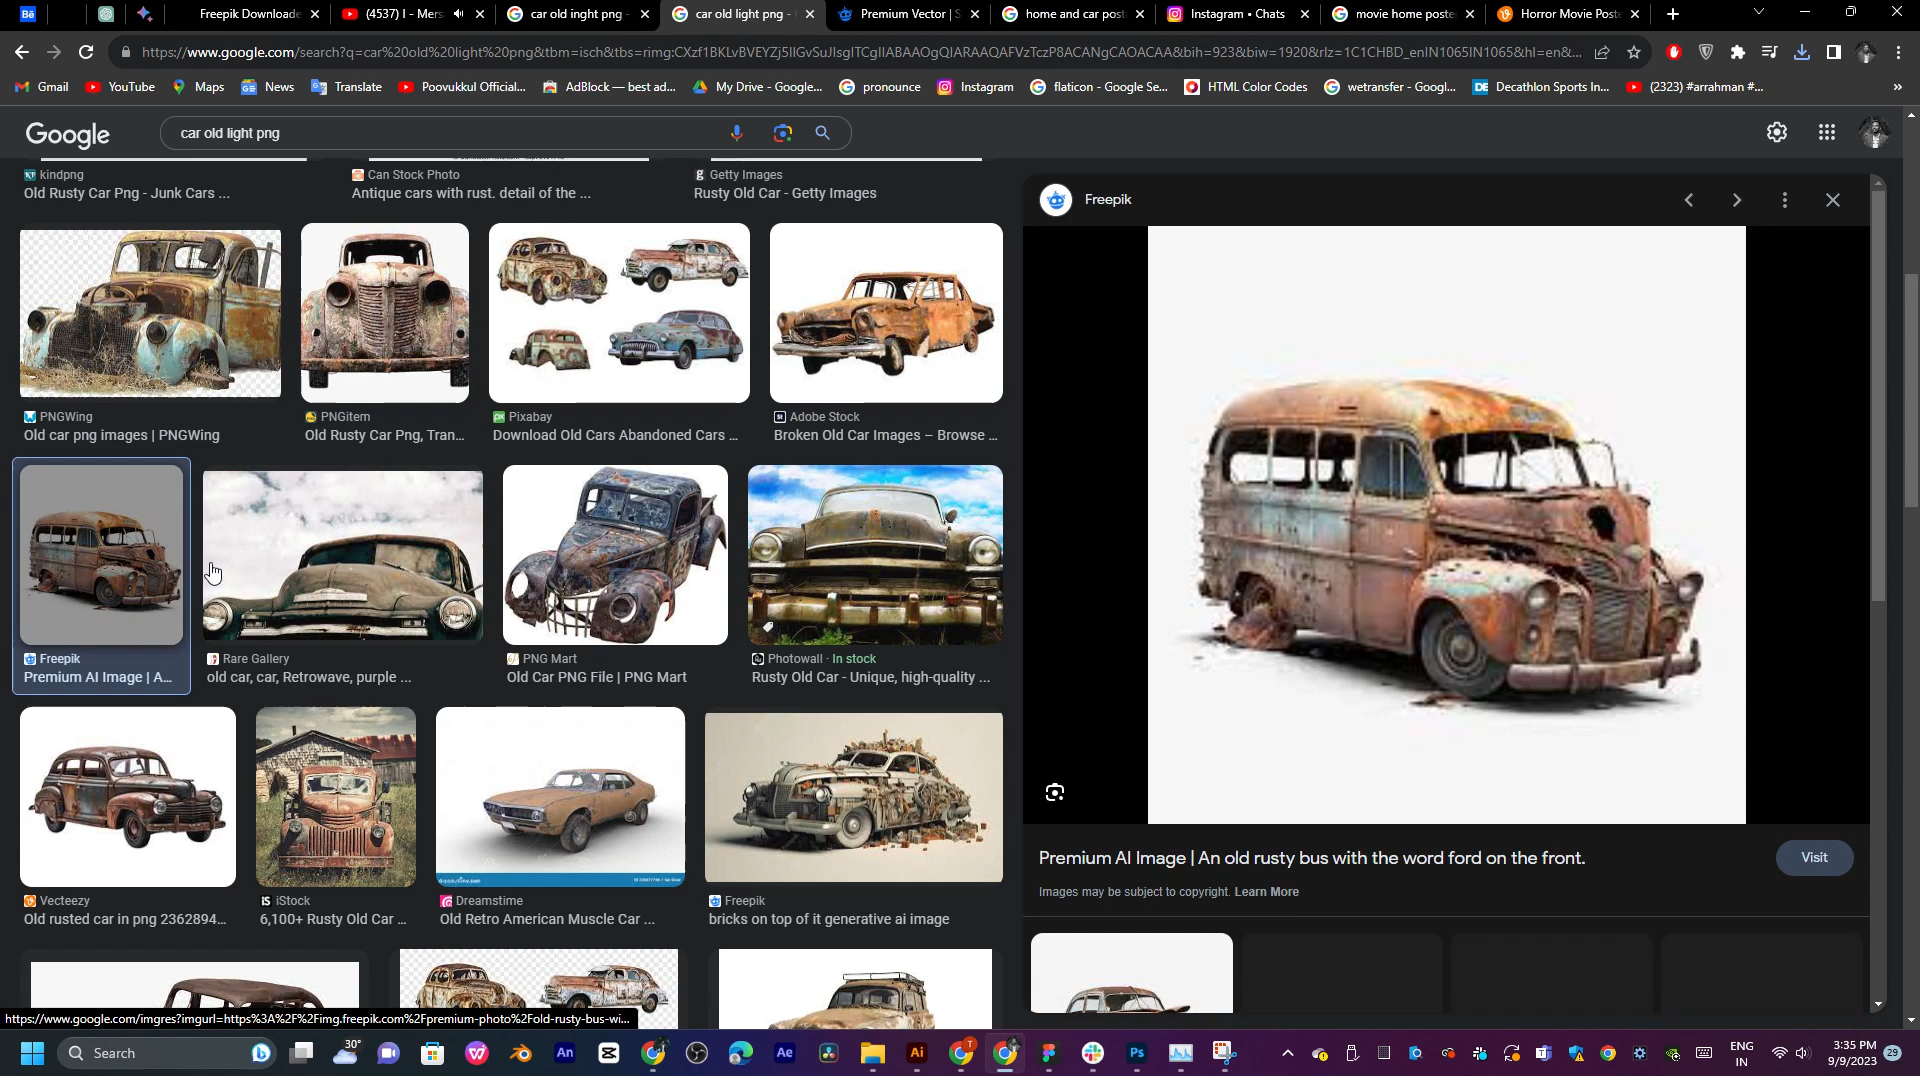 Bē
Freepik Downloade
(4537) I - Mers
car old inght png -
car old light png -
Premium Vector | S
home and car post
Instagram • Chats
movie home poste
Horror Movie Post
https://www.google.com/search?q=car%20old%20light%20png&tbm=isch&tbs=rimg:CXzf1BKLvBVEYZj5IlGvSuJlsgITCgIIABAAOgQIARAAQAFVzTczP8ACANgCAOACAA&bih=923&biw=1920&rlz=1C1CHBD_enIN1065IN1065&hl=en&...
Gmail
YouTube
Maps
News
Translate
Poovukkul Official...
AdBlock — best ad...
My Drive - Google...
pronounce
Instagram
flaticon - Google Se...
HTML Color Codes
wetransfer - Googl...
Decathlon Sports In...
(2323) #arrahman #...
Google
car old light png
kindpng
Old Rusty Car Png - Junk Cars ...
Can Stock Photo
Antique cars with rust. detail of the ...
Getty Images
Rusty Old Car - Getty Images
PNGWing
Old car png images | PNGWing
PNGitem
Old Rusty Car Png, Tran...
Pixabay
Download Old Cars Abandoned Cars ...
Adobe Stock
Broken Old Car Images – Browse ...
Freepik
Premium AI Image | A...
Rare Gallery
old car, car, Retrowave, purple ...
PNG Mart
Old Car PNG File | PNG Mart
Photowall · In stock
Rusty Old Car - Unique, high-quality ...
Vecteezy
Old rusted car in png 2362894...
iStock
6,100+ Rusty Old Car ...
Dreamstime
Old Retro American Muscle Car ...
Freepik
bricks on top of it generative ai image
Freepik
Premium AI Image | An old rusty bus with the word ford on the front.
Visit
Images may be subject to copyright. Learn More
https://www.google.com/imgres?imgurl=https%3A%2F%2Fimg.freepik.com%2Fpremium-photo%2Fold-rusty-bus-wi...
Search
30°
An
Ae
Ai
Ps
ENG
IN
3:35 PM
9/9/2023
29